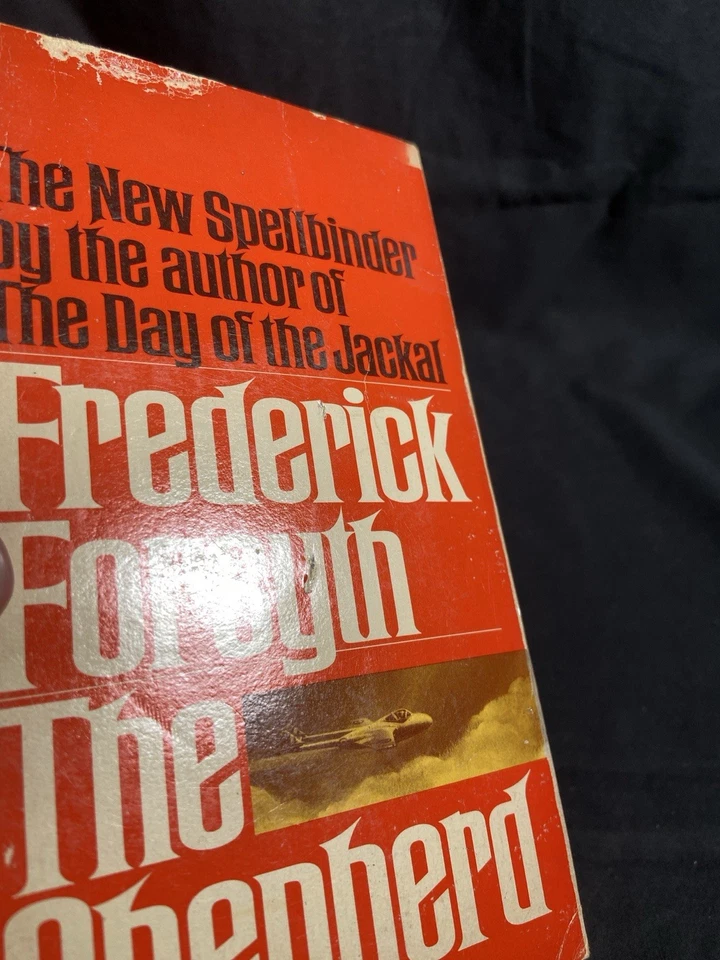 The New Spellbinder
by the author of
The Day of the Jackal
Frederick
Forsyth
The
Shepherd